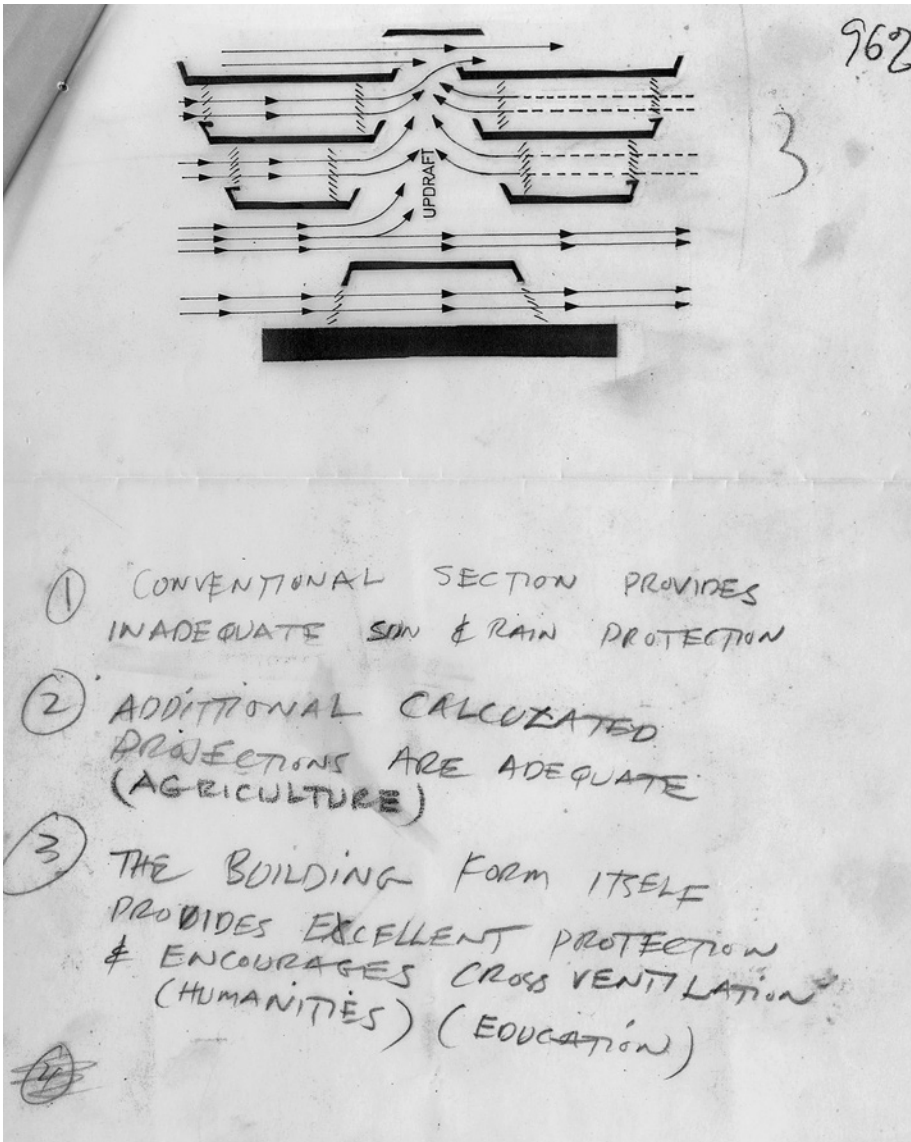 962
3
UPDRAFT
① CONVENTIONAL SECTION PROVIDES
INADEQUATE SUN & RAIN PROTECTION
② ADDITIONAL CALCULATED
PROJECTIONS ARE ADEQUATE
(AGRICULTURE)
③ THE BUILDING FORM ITSELF
PROVIDES EXCELLENT PROTECTION
& ENCOURAGES CROSS VENTILATION
(HUMANITIES) (EDUCATION)
④